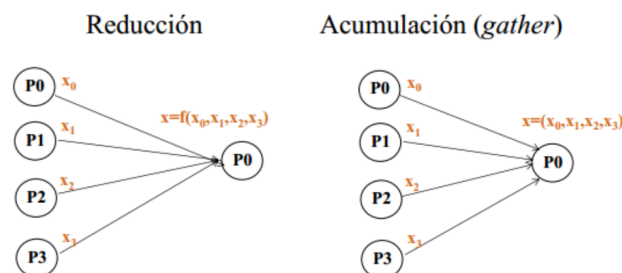 Reducción
P0
x0
P1
x1
P2
x2
P3
x3
x=f(x0,x1,x2,x3)
P0
Acumulación (gather)
P0
x0
P1
x1
P2
x2
P3
x3
x=(x0,x1,x2,x3)
P0